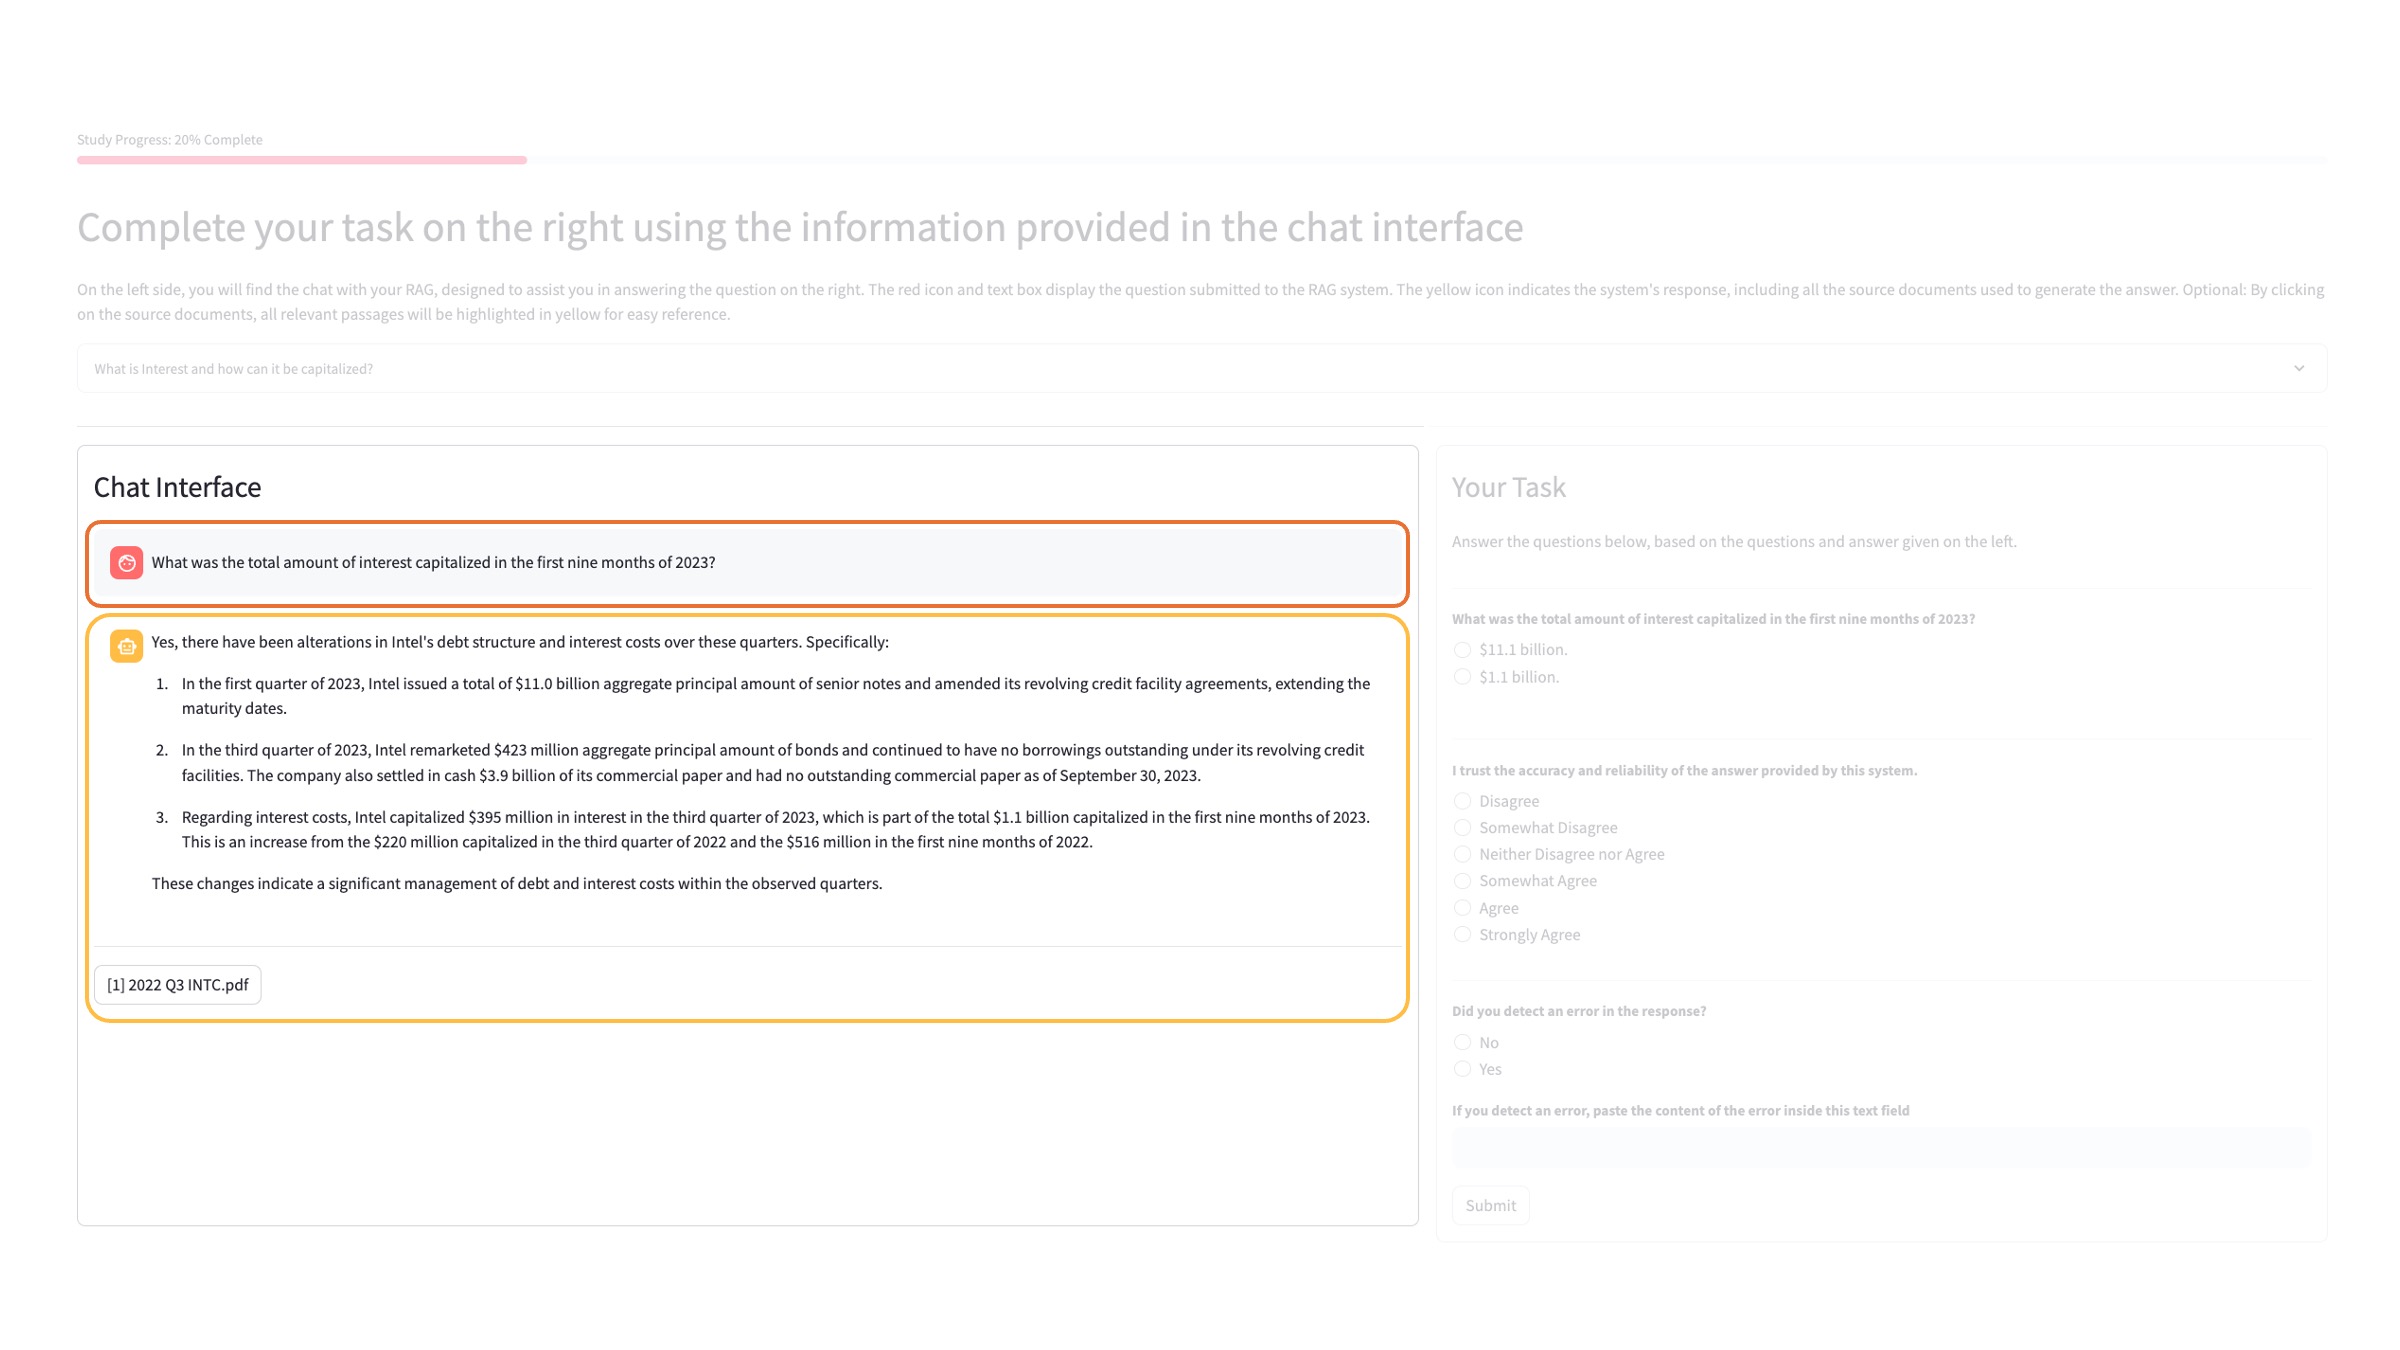 Study Progress: 20% Complete
Complete your task on the right using the information provided in the chat interface
On the left side, you will find the chat with your RAG, designed to assist you in answering the question on the right. The red icon and text box display the question submitted to the RAG system. The yellow icon indicates the system's response, including all the source documents used to generate the answer. Optional: By clicking
on the source documents, all relevant passages will be highlighted in yellow for easy reference.
What is Interest and how can it be capitalized?
Chat Interface
What was the total amount of interest capitalized in the first nine months of 2023?
Yes, there have been alterations in Intel's debt structure and interest costs over these quarters. Specifically:
1. In the first quarter of 2023, Intel issued a total of $11.0 billion aggregate principal amount of senior notes and amended its revolving credit facility agreements, extending the
maturity dates.
2. In the third quarter of 2023, Intel remarketed $423 million aggregate principal amount of bonds and continued to have no borrowings outstanding under its revolving credit
facilities. The company also settled in cash $3.9 billion of its commercial paper and had no outstanding commercial paper as of September 30, 2023.
3. Regarding interest costs, Intel capitalized $395 million in interest in the third quarter of 2023, which is part of the total $1.1 billion capitalized in the first nine months of 2023.
This is an increase from the $220 million capitalized in the third quarter of 2022 and the $516 million in the first nine months of 2022.
These changes indicate a significant management of debt and interest costs within the observed quarters.
[1] 2022 Q3 INTC.pdf
Your Task
Answer the questions below, based on the questions and answer given on the left.
What was the total amount of interest capitalized in the first nine months of 2023?
$11.1 billion.
$1.1 billion.
I trust the accuracy and reliability of the answer provided by this system.
Disagree
Somewhat Disagree
Neither Disagree nor Agree
Somewhat Agree
Agree
Strongly Agree
Did you detect an error in the response?
No
Yes
If you detect an error, paste the content of the error inside this text field
Submit